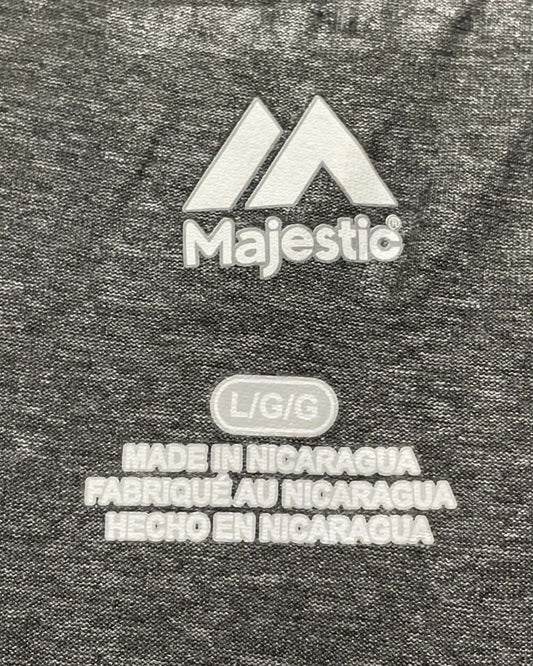 Majestic®
L/G/G
MADE IN NICARAGUA
FABRIQUÉ AU NICARAGUA
HECHO EN NICARAGUA